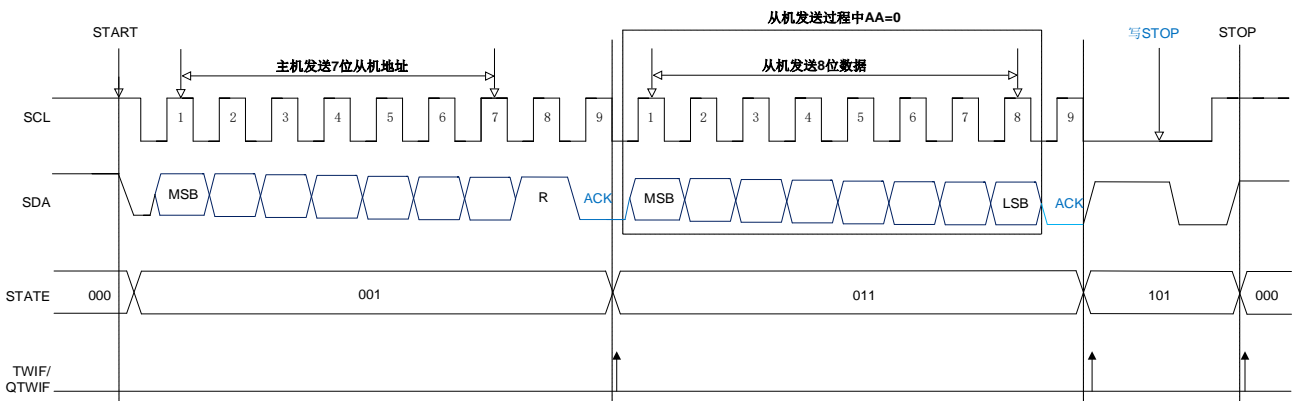 从机发送过程中AA=0
START
写STOP
STOP
主机发送7位从机地址
从机发送8位数据
SCL
1 2 3 4 5 6 7 8 9 1 2 3 4 5 6 7 8 9
SDA
MSB R ACK MSB LSB ACK
STATE 000 001 011 101 000
TWIF/
QTWIF